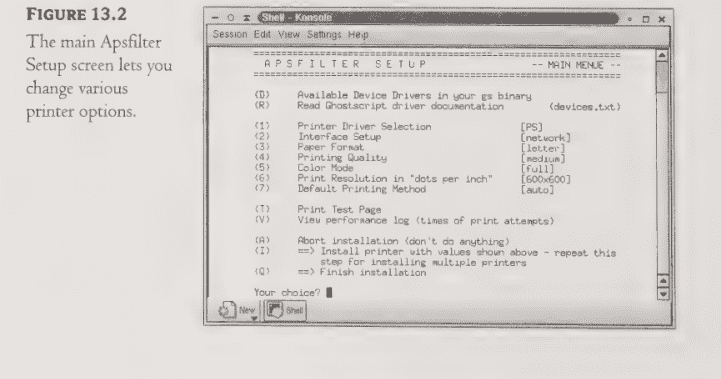 FIGURE 13.2
The main Apsfilter
Setup screen lets you
change various
printer options.
Shell - Konsole
Session Edit View Settings Help
==================================================
A P S F I L T E R   S E T U P -- MAIN MENUE --
==================================================
(D) Available Device Drivers in your gs binary
(R) Read Ghostscript driver documentation (devices.txt)
(1) Printer Driver Selection [PS]
(2) Interface Setup [network]
(3) Paper Format [letter]
(4) Printing Quality [medium]
(5) Color Mode [full]
(6) Print Resolution in "dots per inch" [600x600]
(7) Default Printing Method [auto]
(T) Print Test Page
(V) View performance log (times of print attempts)
(A) Abort installation (don't do anything)
(I) ==> Install printer with values shown above - repeat this
step for installing multiple printers
(Q) ==> Finish installation
Your choice?
New Shell